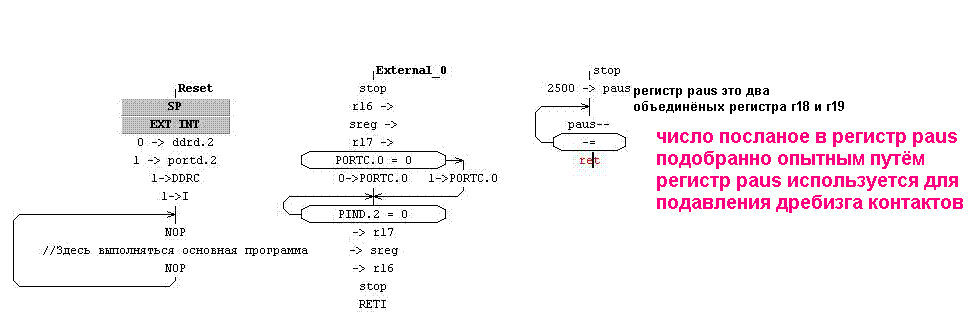 External_0
stop
Reset
stop
2500 -> paus
регистр paus это два
объединёных регистра r18 и r19
SP
r16 ->
EXT INT
sreg ->
paus--
0 -> ddrd.2
r17 ->
-=
1 -> portd.2
PORTC.0 = 0
ret
число посланое в регистр paus
подобранно опытным путём
регистр paus используется для
подавления дребизга контактов
1->DDRC
0->PORTC.0
1->PORTC.0
1->I
PIND.2 = 0
NOP
-> r17
//Здесь выполняться основная программа
-> sreg
NOP
-> r16
stop
RETI